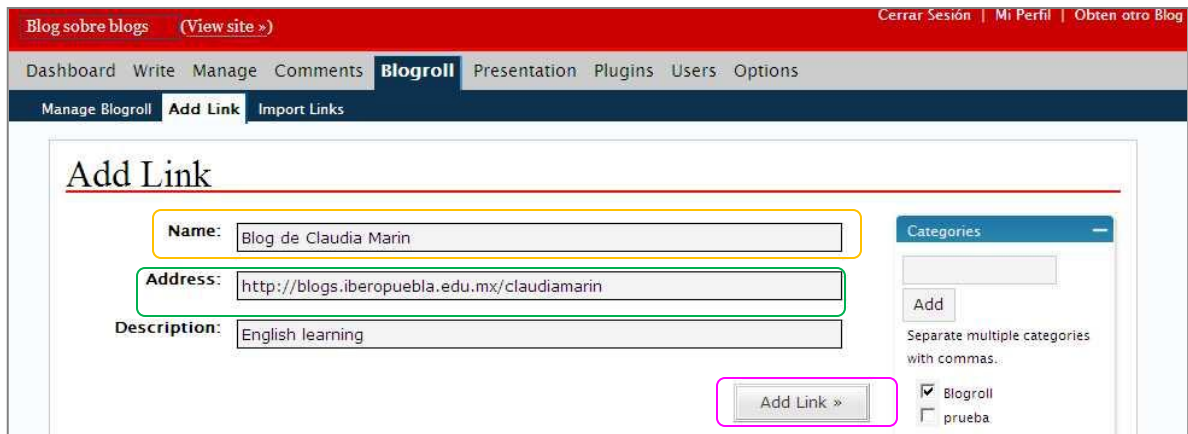 Blog sobre blogs (View site »)
Cerrar Sesión | Mi Perfil | Obten otro Blog
Dashboard Write Manage Comments Blogroll Presentation Plugins Users Options
Manage Blogroll Add Link Import Links
Add Link
Name: Blog de Claudia Marin
Address: http://blogs.iberopuebla.edu.mx/claudiamarin
Description: English learning
Add Link »
Categories
Add
Separate multiple categories
with commas.
Blogroll
prueba